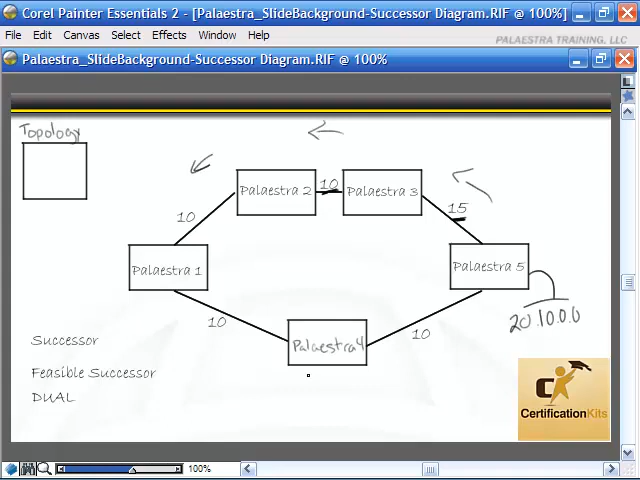 Corel Painter Essentials 2 - [Palaestra_SlideBackground-Successor Diagram.RIF @ 100%]
File Edit Canvas Select Effects Window Help
PALAESTRA TRAINING, LLC
Palaestra_SlideBackground-Successor Diagram.RIF @ 100%
Topology
Palaestra 2
10
Palaestra 3
15
10
Palaestra 1
Palaestra 5
20.10.0.0
10
Palaestra 4
10
Successor
Feasible Successor
DUAL
CertificationKits
100%